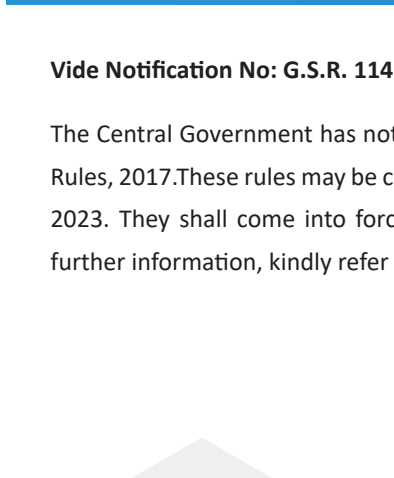 Vide Notification No: G.S.R. 114
The Central Government has not
Rules, 2017.These rules may be c
2023. They shall come into forc
further information, kindly refer